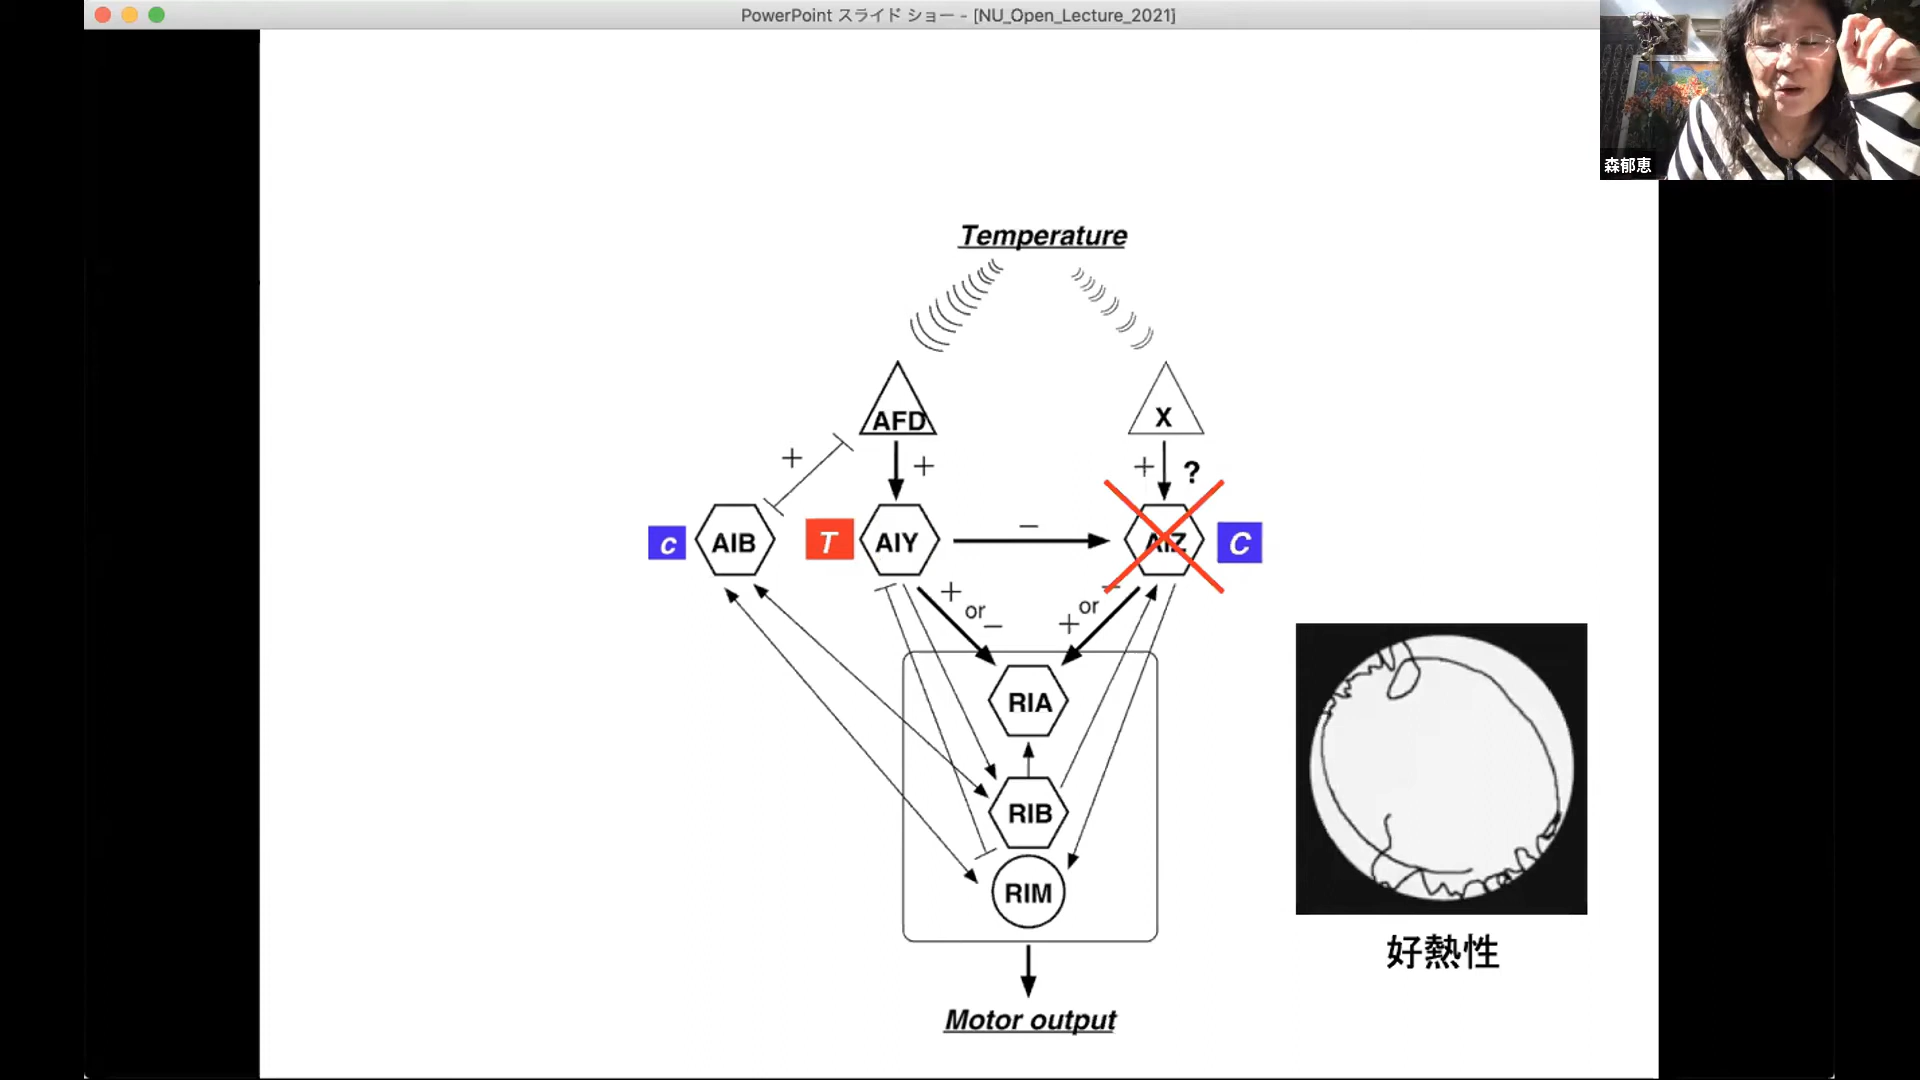 PowerPoint スライド ショー - [NU_Open_Lecture_2021]
森郁恵
Temperature
AFD
X
+
+
+
?
c
AIB
T
AIY
−
AIZ
C
+
or
−
−
or
+
RIA
RIB
RIM
Motor output
好熱性